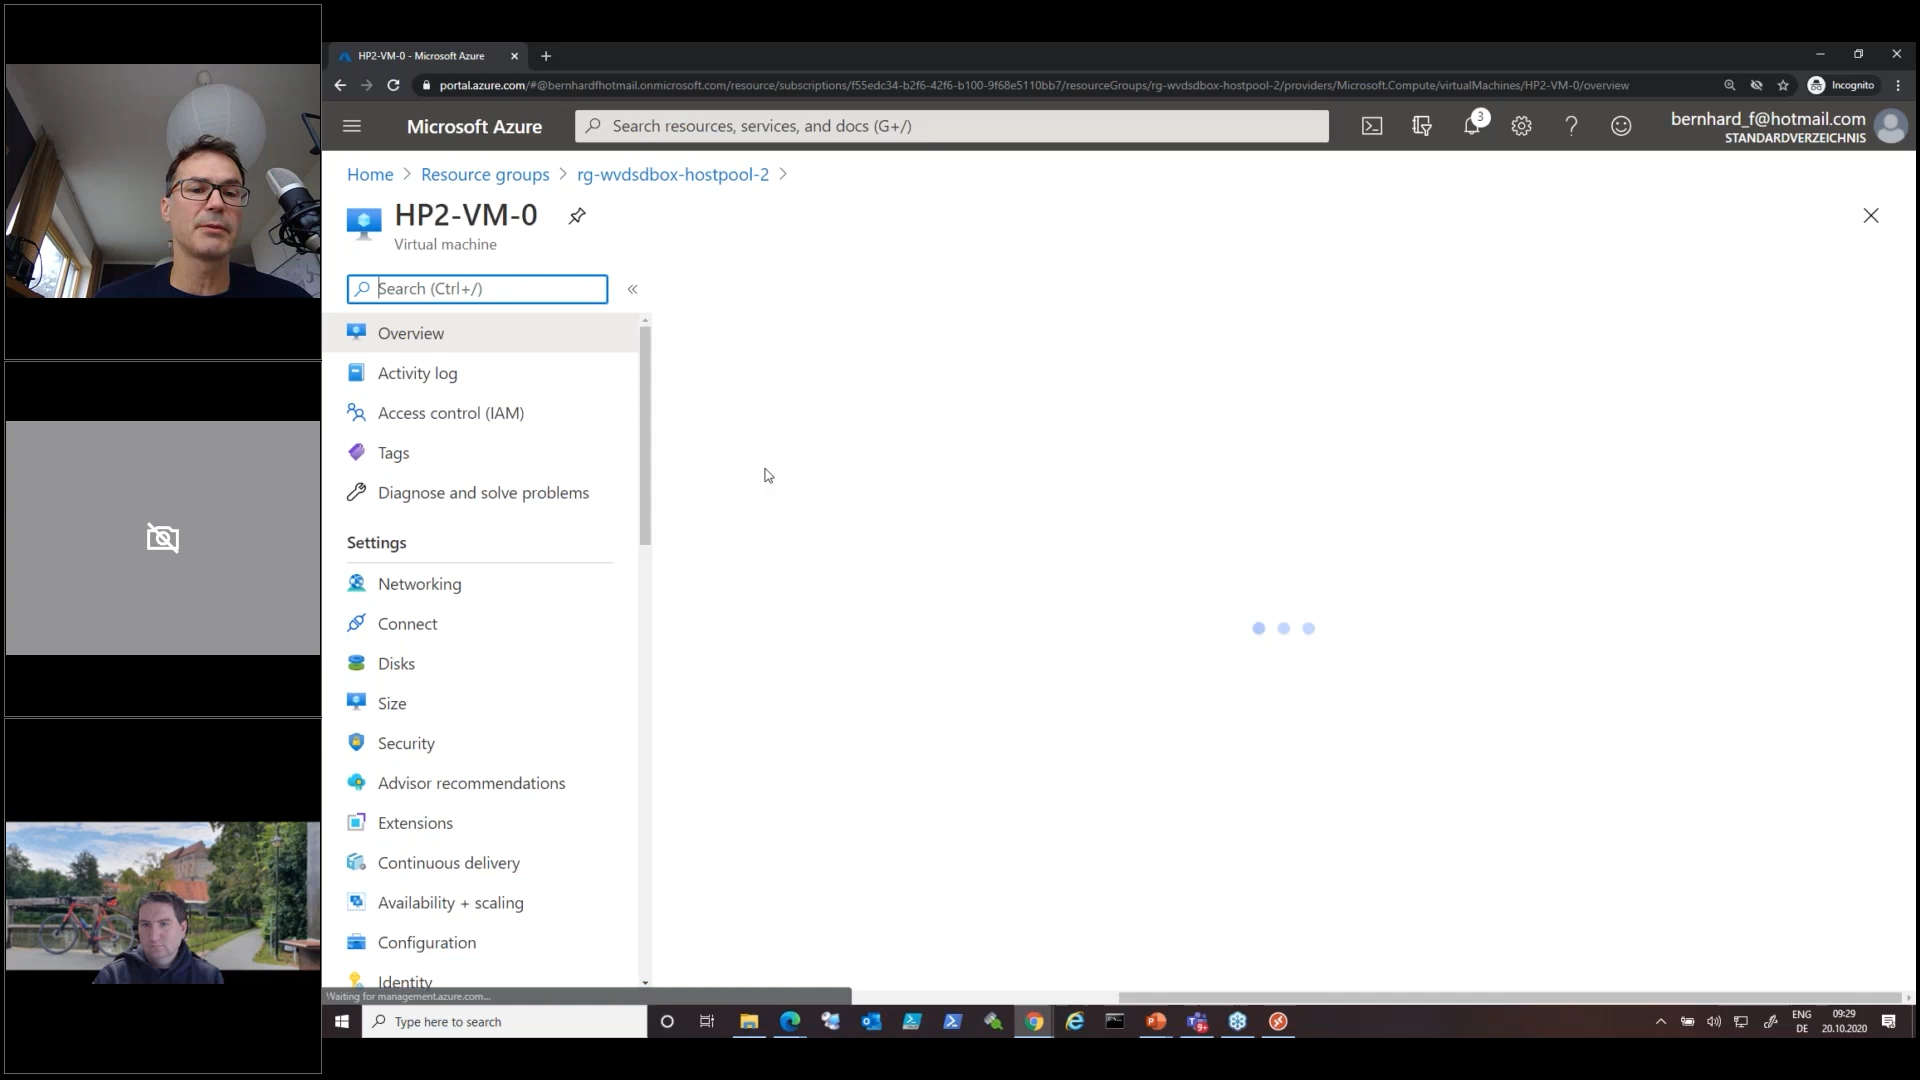 HP2-VM-0 - Microsoft Azure
portal.azure.com/#@bernhardfhotmail.onmicrosoft.com/resource/subscriptions/f55edc34-b2f6-42f6-b100-9f68e5110bb7/resourceGroups/rg-wvdsdbox-hostpool-2/providers/Microsoft.Compute/virtualMachines/HP2-VM-0/overview
Incognito
Microsoft Azure
Search resources, services, and docs (G+/)
3
bernhard_f@hotmail.com
STANDARDVERZEICHNIS
Home > Resource groups > rg-wvdsdbox-hostpool-2 >
HP2-VM-0
Virtual machine
Search (Ctrl+/)
Overview
Activity log
Access control (IAM)
Tags
Diagnose and solve problems
Settings
Networking
Connect
Disks
Size
Security
Advisor recommendations
Extensions
Continuous delivery
Availability + scaling
Configuration
Identity
Waiting for management.azure.com...
Type here to search
9+
ENG
DE
09:29
20.10.2020